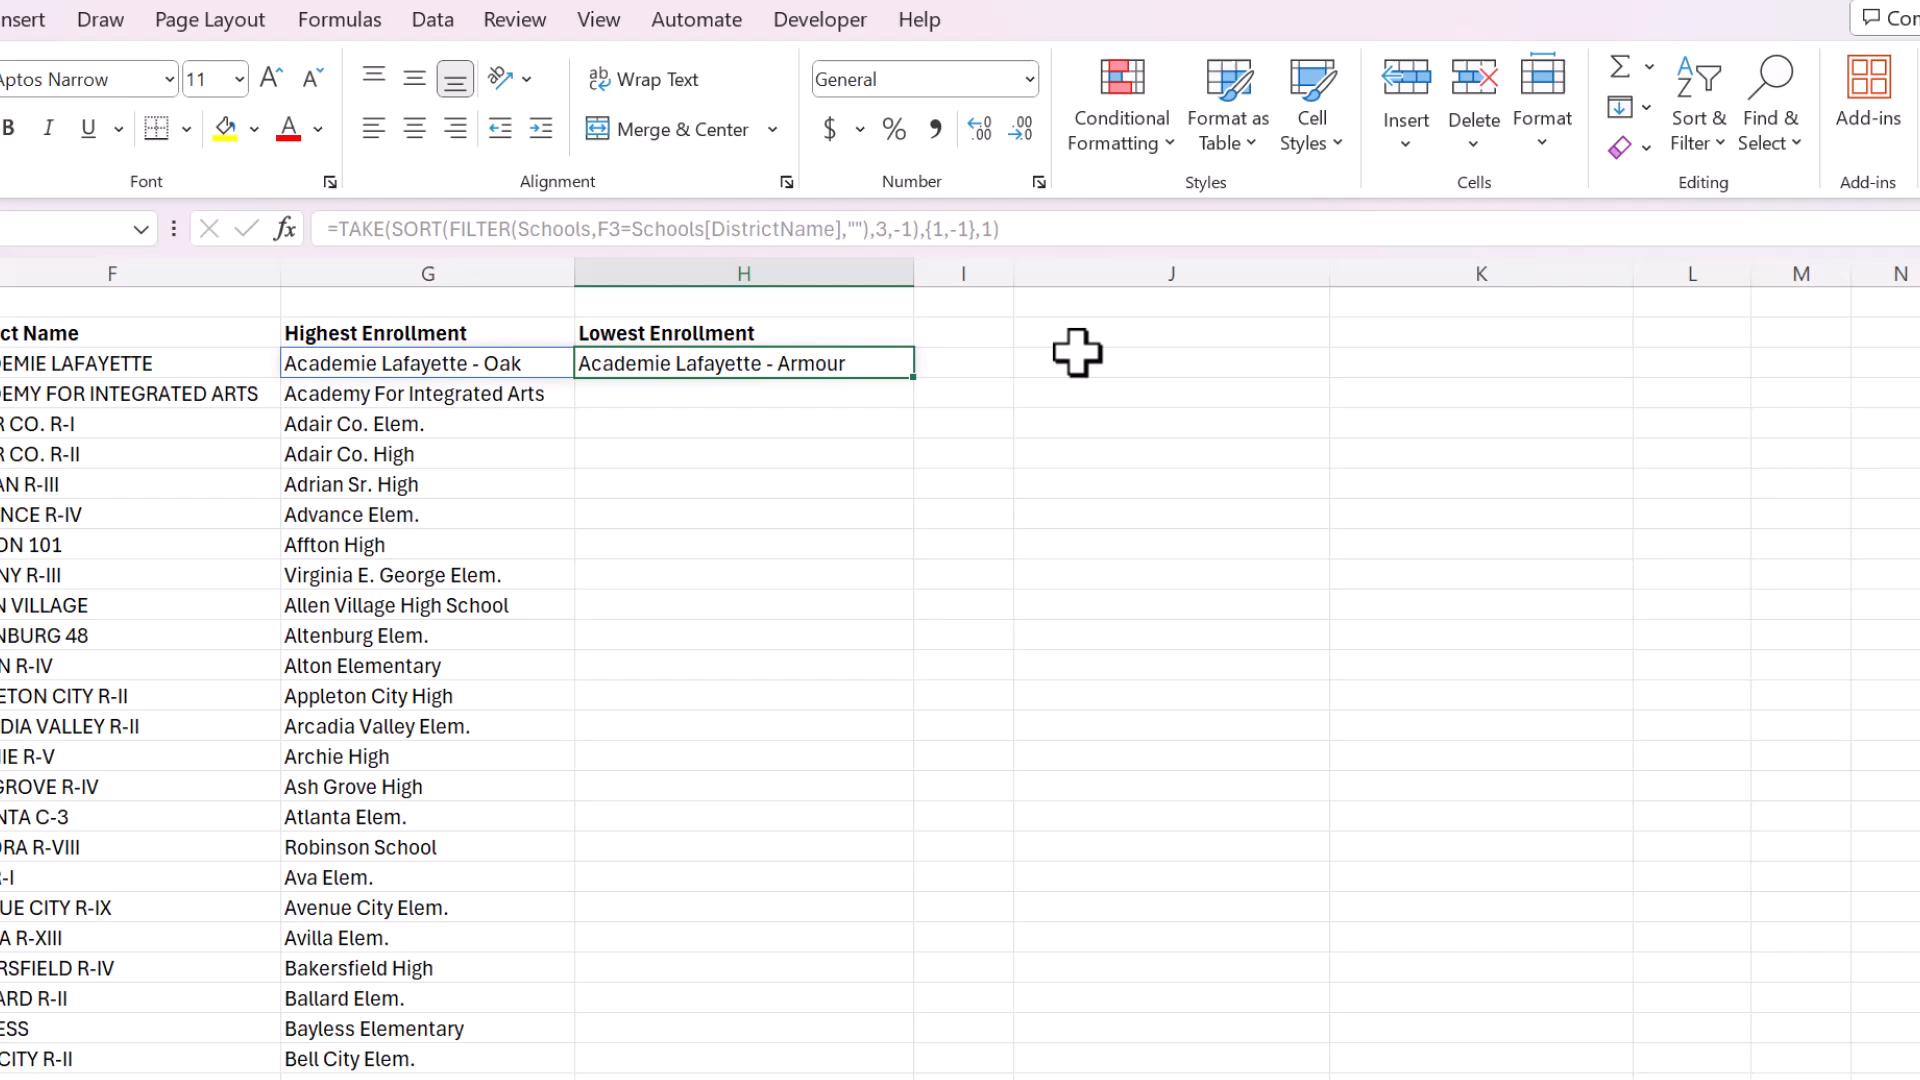 nsert Draw Page Layout Formulas Data Review View Automate Developer Help Con
Aptos Narrow 11 A A ab Wrap Text General
Conditional Formatting Format as Table Cell Styles Insert Delete Format Sort & Filter Find & Select Add-ins
B I U A Merge & Center $ % .00 .00
Font Alignment Number Styles Cells Editing Add-ins
fx =TAKE(SORT(FILTER(Schools,F3=Schools[DistrictName],""),3,-1),{1,-1},1)
F G H I J K L M N
ct Name Highest Enrollment Lowest Enrollment
EMIE LAFAYETTE Academie Lafayette - Oak Academie Lafayette - Armour
EMY FOR INTEGRATED ARTS Academy For Integrated Arts
R CO. R-I Adair Co. Elem.
R CO. R-II Adair Co. High
AN R-III Adrian Sr. High
NCE R-IV Advance Elem.
ON 101 Affton High
NY R-III Virginia E. George Elem.
N VILLAGE Allen Village High School
NBURG 48 Altenburg Elem.
N R-IV Alton Elementary
ETON CITY R-II Appleton City High
DIA VALLEY R-II Arcadia Valley Elem.
IE R-V Archie High
GROVE R-IV Ash Grove High
NTA C-3 Atlanta Elem.
RA R-VIII Robinson School
R-I Ava Elem.
UE CITY R-IX Avenue City Elem.
A R-XIII Avilla Elem.
RSFIELD R-IV Bakersfield High
ARD R-II Ballard Elem.
ESS Bayless Elementary
CITY R-II Bell City Elem.